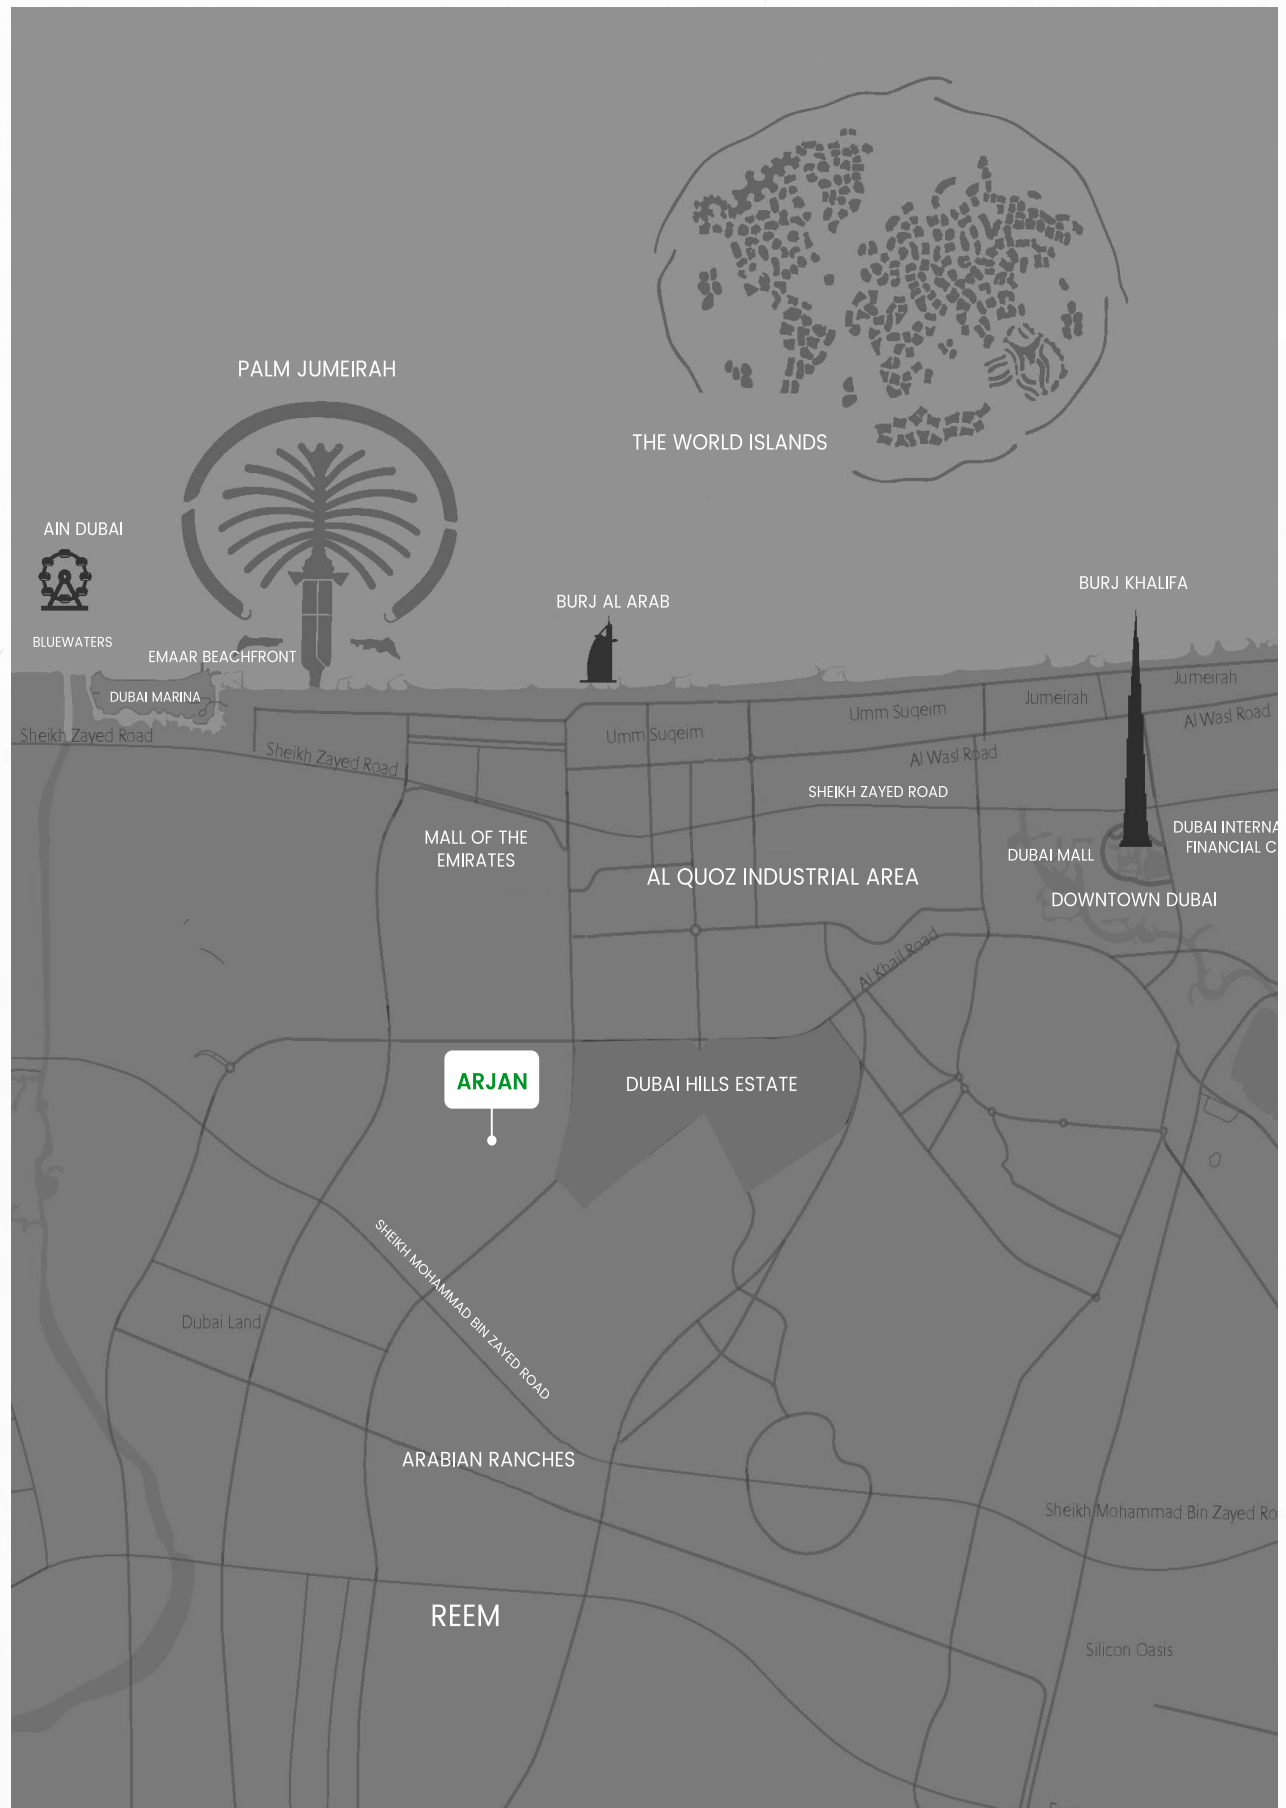 PALM JUMEIRAH
THE WORLD ISLANDS
AIN DUBAI
BURJ KHALIFA
BURJ AL ARAB
BLUEWATERS
EMAAR BEACHFRONT
DUBAI MARINA
Jumeirah
Jumeirah
Umm Suqeim
Al Wasl Road
Sheikh Zayed Road
Umm Suqeim
Sheikh Zayed Road
Al Wasl Road
SHEIKH ZAYED ROAD
DUBAI INTERNA
FINANCIAL C
MALL OF THE
EMIRATES
DUBAI MALL
AL QUOZ INDUSTRIAL AREA
DOWNTOWN DUBAI
Al Khail Road
ARJAN
DUBAI HILLS ESTATE
SHEIKH MOHAMMAD BIN ZAYED ROAD
Dubai Land
ARABIAN RANCHES
Sheikh Mohammad Bin Zayed Ro
REEM
Silicon Oasis